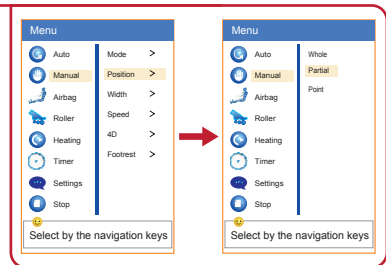 Menu
Auto
Manual
Airbag
Roller
Heating
Timer
Settings
Stop
Mode >
Position >
Width >
Speed >
4D >
Footrest >
Select by the navigation keys
Menu
Auto
Manual
Airbag
Roller
Heating
Timer
Settings
Stop
Whole
Partial
Point
Select by the navigation keys